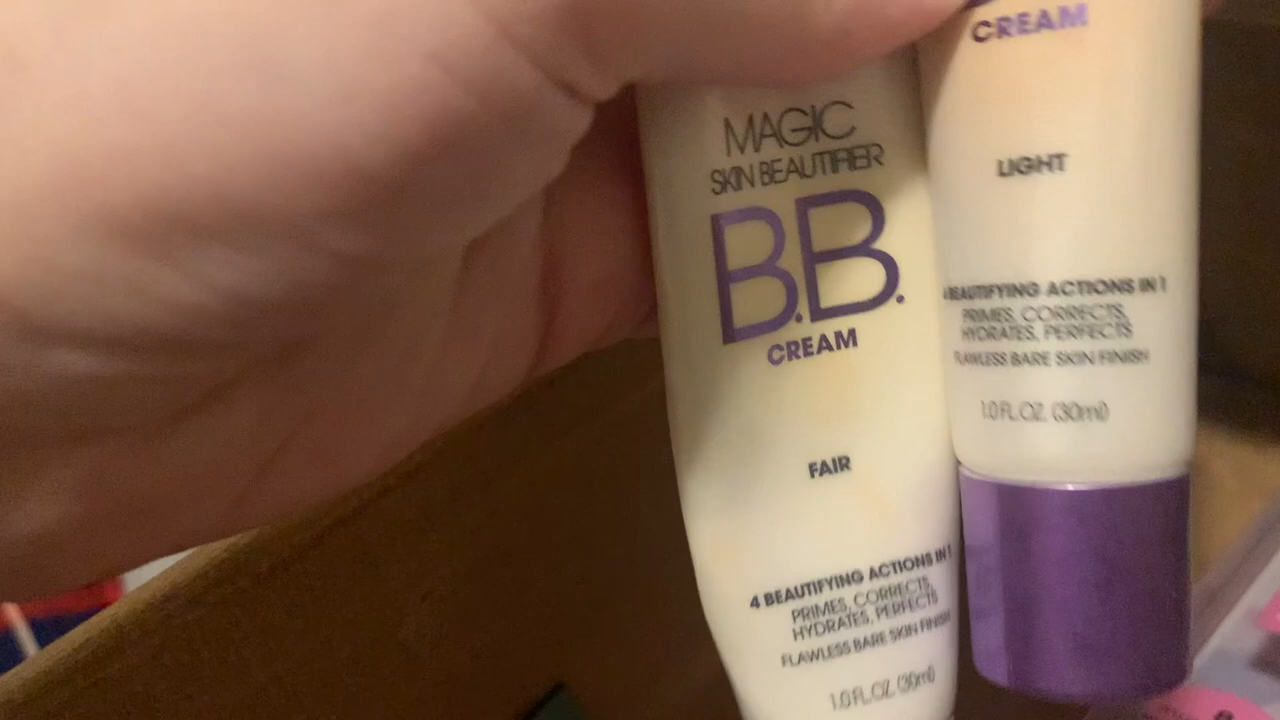 MAGIC
SKIN BEAUTIFIER
B.B.
CREAM
FAIR
4 BEAUTIFYING ACTIONS IN 1
PRIMES, CORRECTS,
HYDRATES, PERFECTS
FLAWLESS BARE SKIN FINISH
1.0 FL. OZ. (30ml)
CREAM
LIGHT
BEAUTIFYING ACTIONS IN 1
PRIMES, CORRECTS,
HYDRATES, PERFECTS
FLAWLESS BARE SKIN FINISH
1.0 FL. OZ. (30ml)